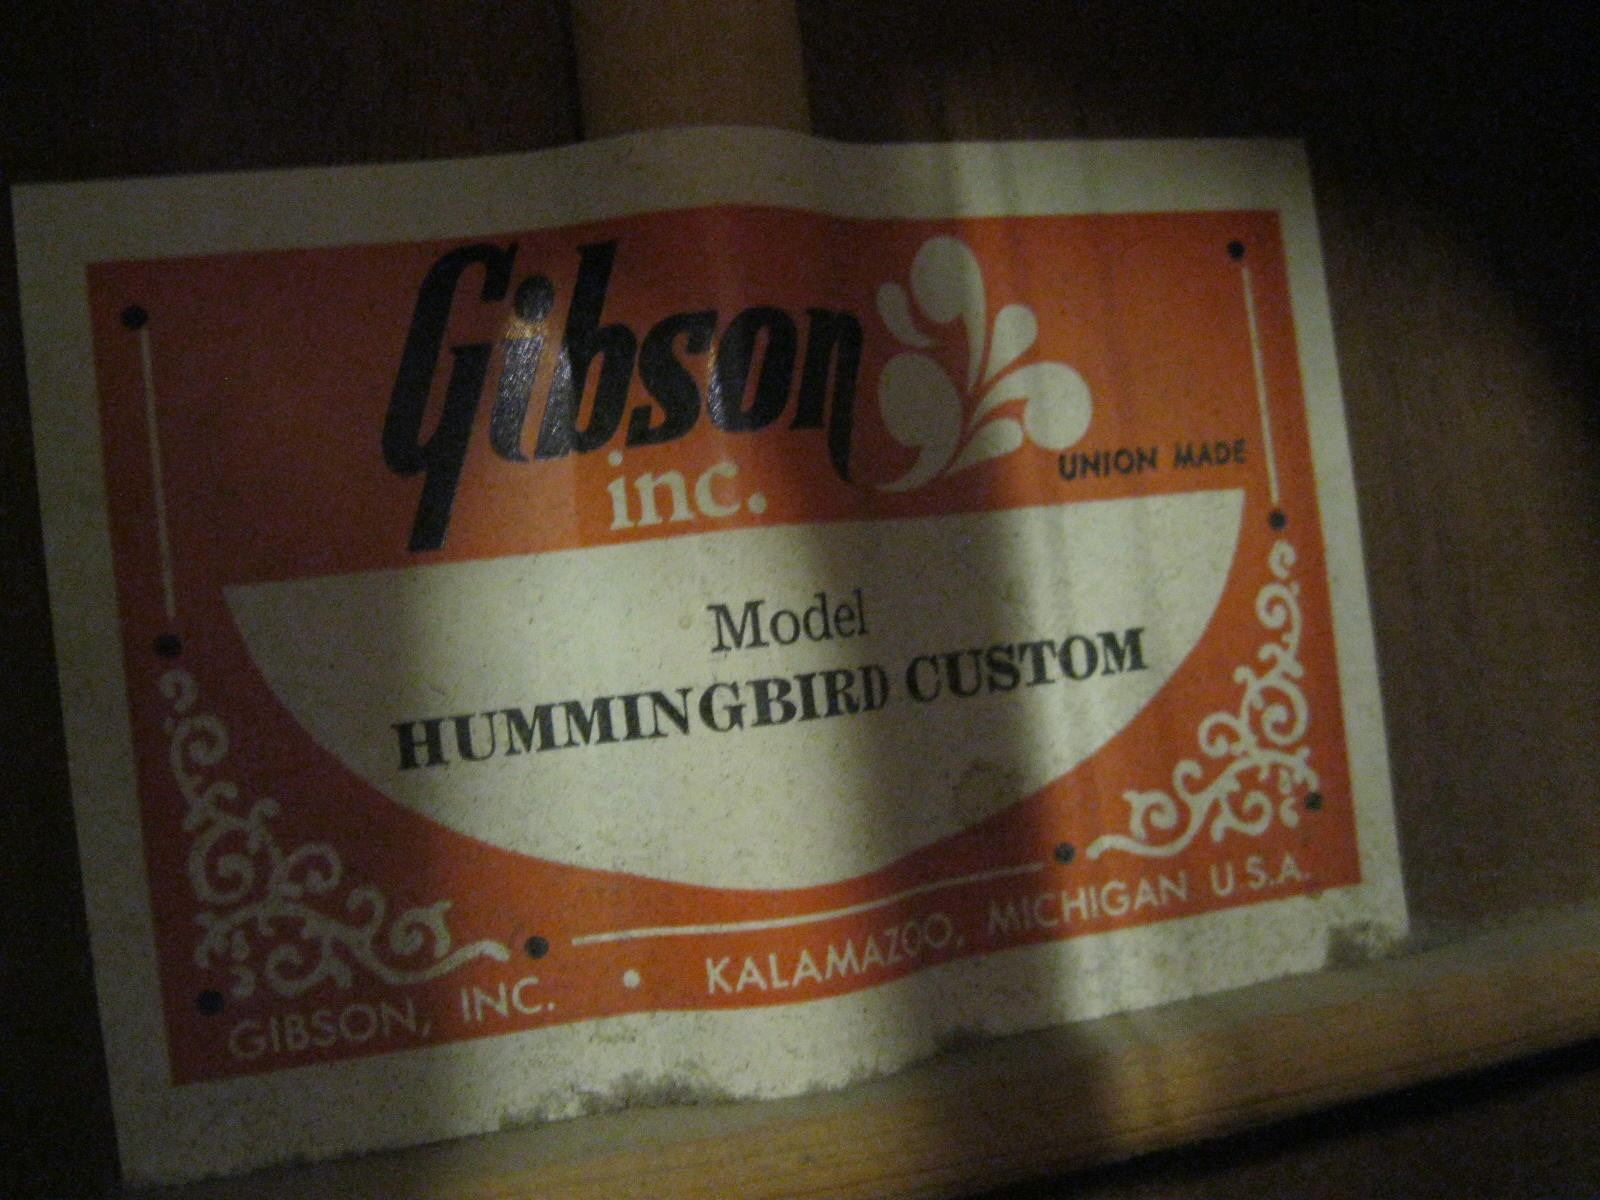 Gibson
inc.
UNION MADE
Model
HUMMINGBIRD CUSTOM
GIBSON, INC. • KALAMAZOO, MICHIGAN U.S.A.